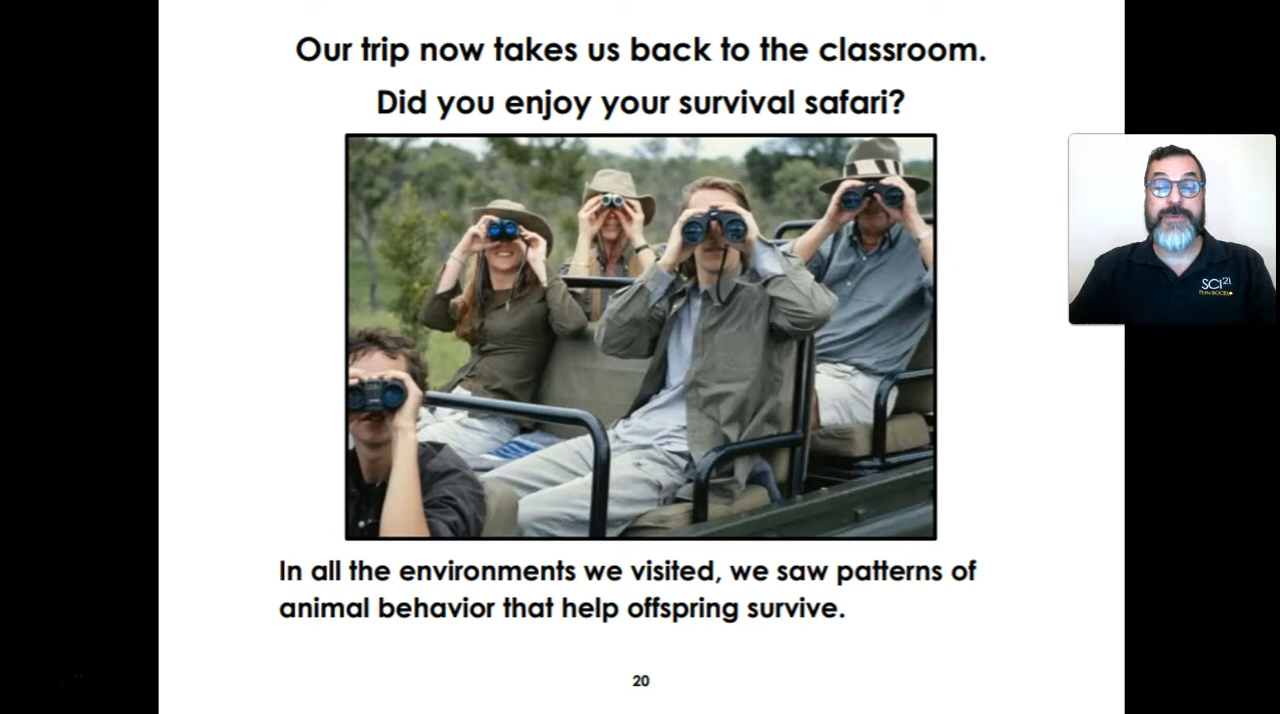 Our trip now takes us back to the classroom.
Did you enjoy your survival safari?
SCI²¹
In all the environments we visited, we saw patterns of
animal behavior that help offspring survive.
20